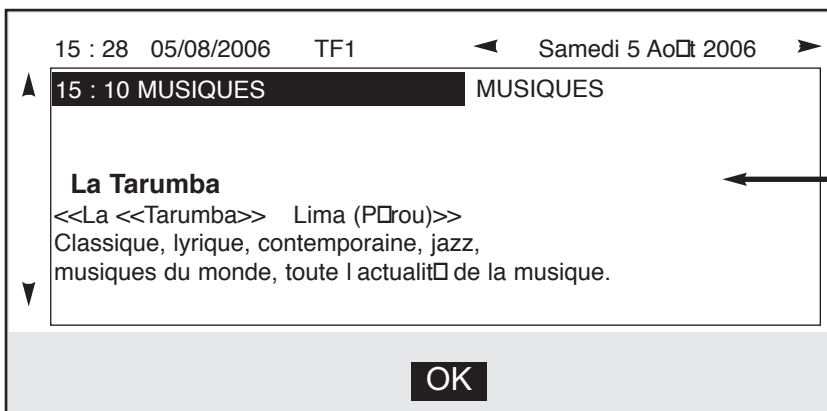 15 : 28 05/08/2006 TF1 Samedi 5 Ao□t 2006
15 : 10 MUSIQUES MUSIQUES
La Tarumba
<<La <<Tarumba>> Lima (P□rou)>>
Classique, lyrique, contemporaine, jazz,
musiques du monde, toute l actualit□ de la musique.
OK